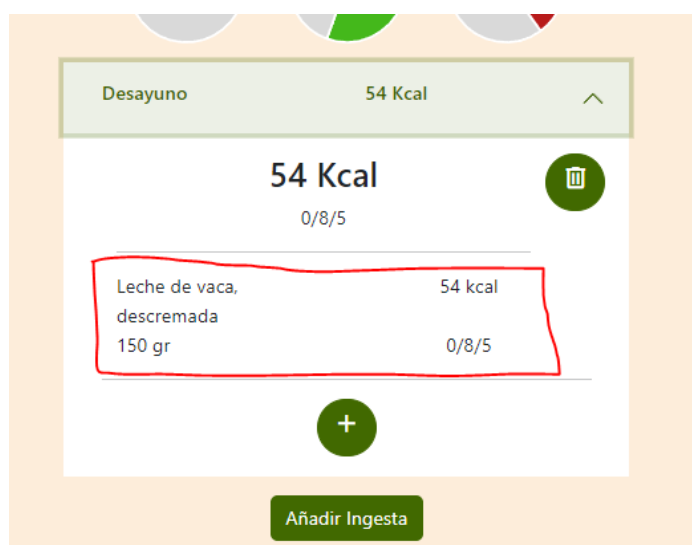 Desayuno 54 Kcal
54 Kcal
0/8/5
Leche de vaca, 54 kcal
descremada
150 gr 0/8/5
+
Añadir Ingesta